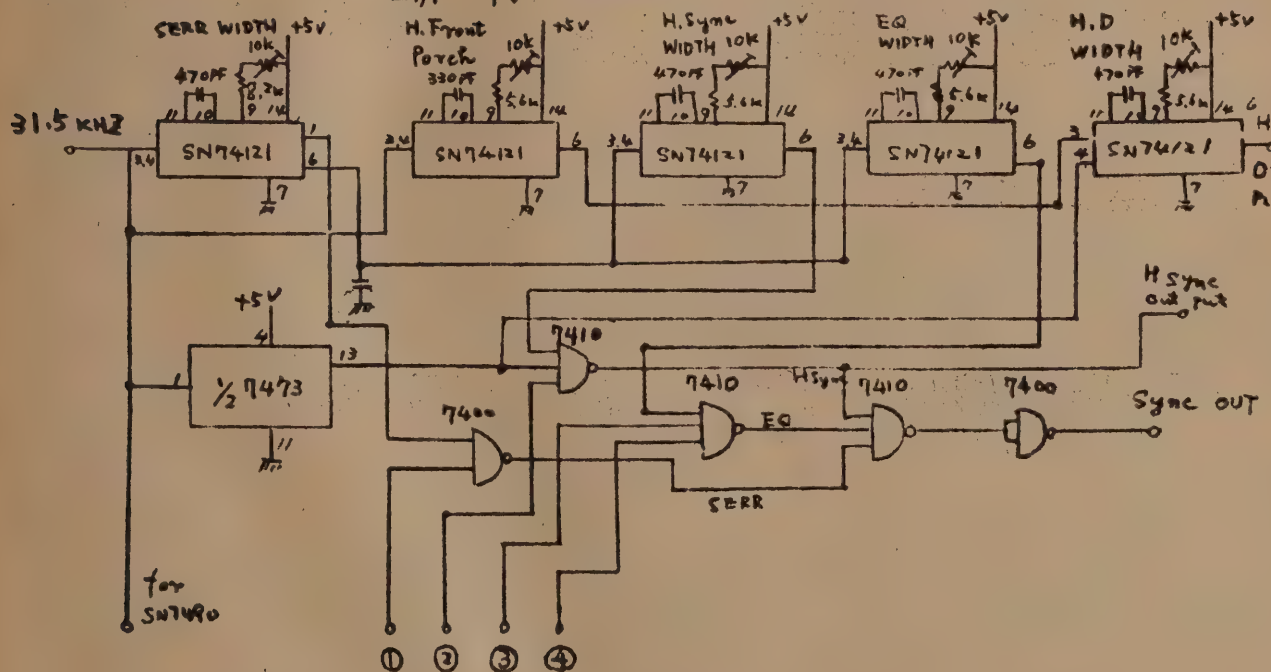 SERR WIDTH
+5V
10K
470PF
8.2K
11
10
9
14
31.5 KHZ
3.4
SN74121
1
6
7
H. Front
Porch
330PF
10K
+5V
5.6K
11
10
9
14
3.4
SN74121
6
7
H. Sync
WIDTH
10K
+5V
470PF
5.6K
11
10
9
14
3.4
SN74121
6
7
EQ
WIDTH
10K
+5V
470PF
5.6K
11
10
9
14
3.4
SN74121
6
7
H.D
WIDTH
10K
+5V
470PF
5.6K
11
10
9
14
3
4
SN74121
6
H
7
+5V
4
1
1/2 7473
13
11
7410
H Sync
out put
7400
7410
EQ
HSync
7410
7400
Sync OUT
SERR
for
SN7490
① ② ③ ④